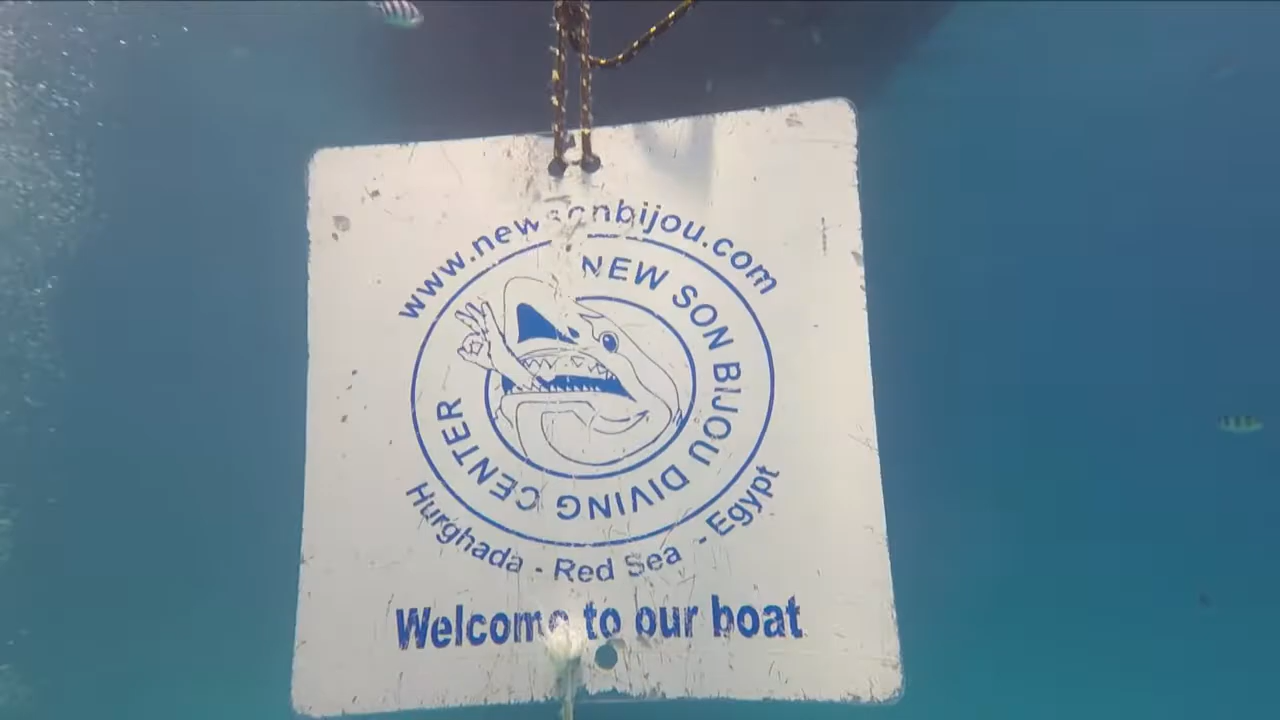 www.newsonbijou.com
NEW SON BIJOU DIVING CENTER
Hurghada - Red Sea - Egypt
Welcome to our boat